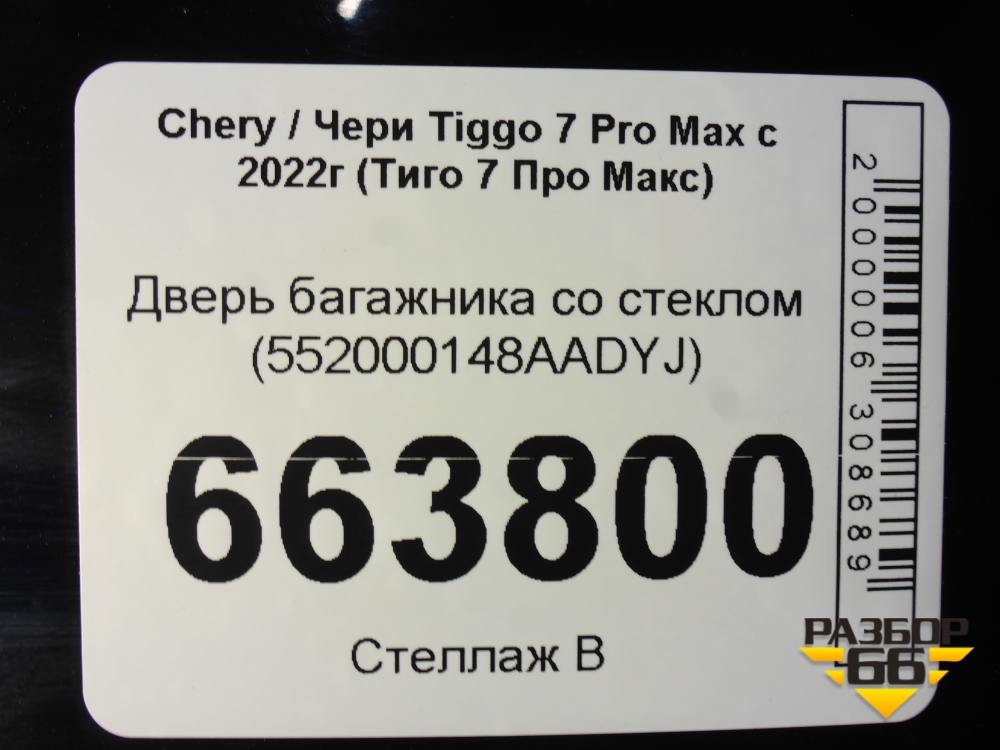 Chery / Чери Tiggo 7 Pro Max с
2022г (Тиго 7 Про Макс)
Дверь багажника со стеклом
(552000148AADYJ)
663800
Стеллаж В
2000006308689
РАЗБОР
66